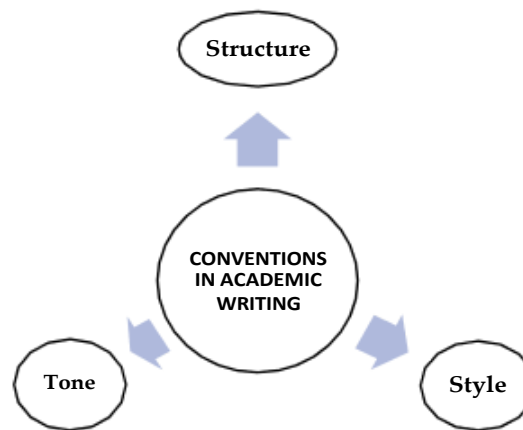 Structure
CONVENTIONS
IN ACADEMIC
WRITING
Tone
Style